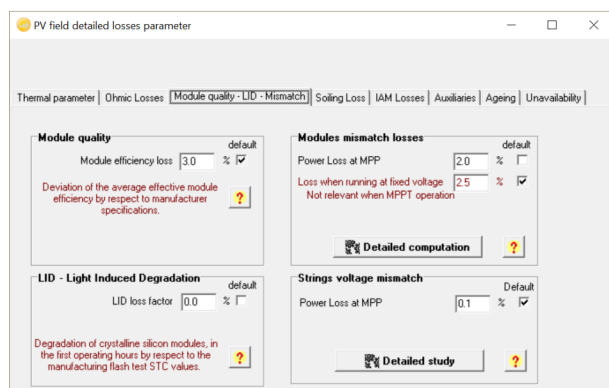 PV field detailed losses parameter
Thermal parameter Ohmic Losses Module quality - LID - Mismatch Soiling Loss IAM Losses Auxiliaries Ageing Unavailability
Module quality
default
Module efficiency loss 3.0 %
Deviation of the average effective module
efficiency by respect to manufacturer
specifications.
?
Modules mismatch losses
default
Power Loss at MPP 2.0 %
Loss when running at fixed voltage 2.5 %
Not relevant when MPPT operation
Detailed computation ?
LID - Light Induced Degradation
default
LID loss factor 0.0 %
Degradation of crystalline silicon modules, in
the first operating hours by respect to the
manufacturing flash test STC values.
?
Strings voltage mismatch
Default
Power Loss at MPP 0.1 %
Detailed study ?